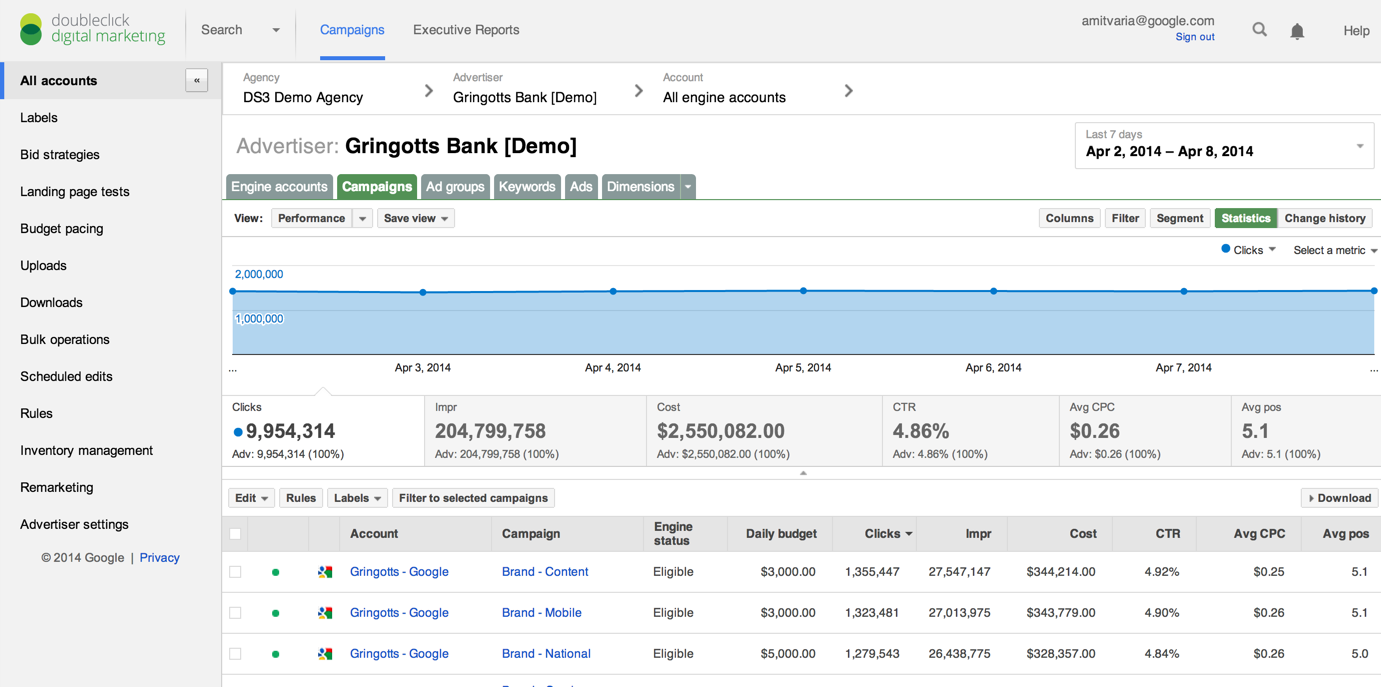 doubleclick
digital marketing
Search
Campaigns
Executive Reports
amitvaria@google.com
Sign out
Help
All accounts
«
Labels
Bid strategies
Landing page tests
Budget pacing
Uploads
Downloads
Bulk operations
Scheduled edits
Rules
Inventory management
Remarketing
Advertiser settings
© 2014 Google | Privacy
Agency
DS3 Demo Agency
Advertiser
Gringotts Bank [Demo]
Account
All engine accounts
Advertiser: Gringotts Bank [Demo]
Last 7 days
Apr 2, 2014 – Apr 8, 2014
Engine accounts Campaigns Ad groups Keywords Ads Dimensions
View: Performance Save view
Columns Filter Segment Statistics Change history
Clicks Select a metric
2,000,000
1,000,000
... Apr 3, 2014 Apr 4, 2014 Apr 5, 2014 Apr 6, 2014 Apr 7, 2014 ...
Clicks
9,954,314
Adv: 9,954,314 (100%)
Impr
204,799,758
Adv: 204,799,758 (100%)
Cost
$2,550,082.00
Adv: $2,550,082.00 (100%)
CTR
4.86%
Adv: 4.86% (100%)
Avg CPC
$0.26
Adv: $0.26 (100%)
Avg pos
5.1
Adv: 5.1 (100%)
Edit Rules Labels Filter to selected campaigns Download
Account Campaign Engine status Daily budget Clicks Impr Cost CTR Avg CPC Avg pos
Gringotts - Google Brand - Content Eligible $3,000.00 1,355,447 27,547,147 $344,214.00 4.92% $0.25 5.1
Gringotts - Google Brand - Mobile Eligible $3,000.00 1,323,481 27,013,975 $343,779.00 4.90% $0.26 5.1
Gringotts - Google Brand - National Eligible $5,000.00 1,279,543 26,438,775 $328,357.00 4.84% $0.26 5.0